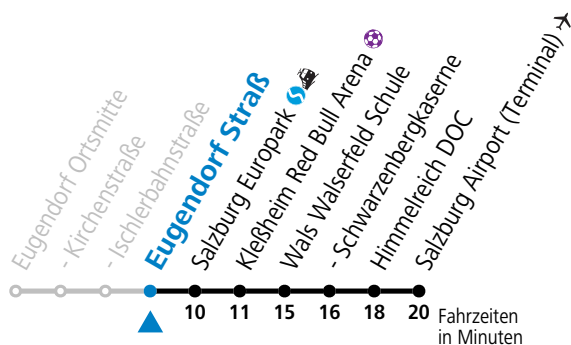 Eugendorf Ortsmitte
- Kirchenstraße
- Ischlerbahnstraße
Eugendorf Straß
Salzburg Europark
Kleßheim Red Bull Arena
Wals Walserfeld Schule
- Schwarzenbergkaserne
Himmelreich DOC
Salzburg Airport (Terminal)
10 11 15 16 18 20 Fahrzeiten
in Minuten